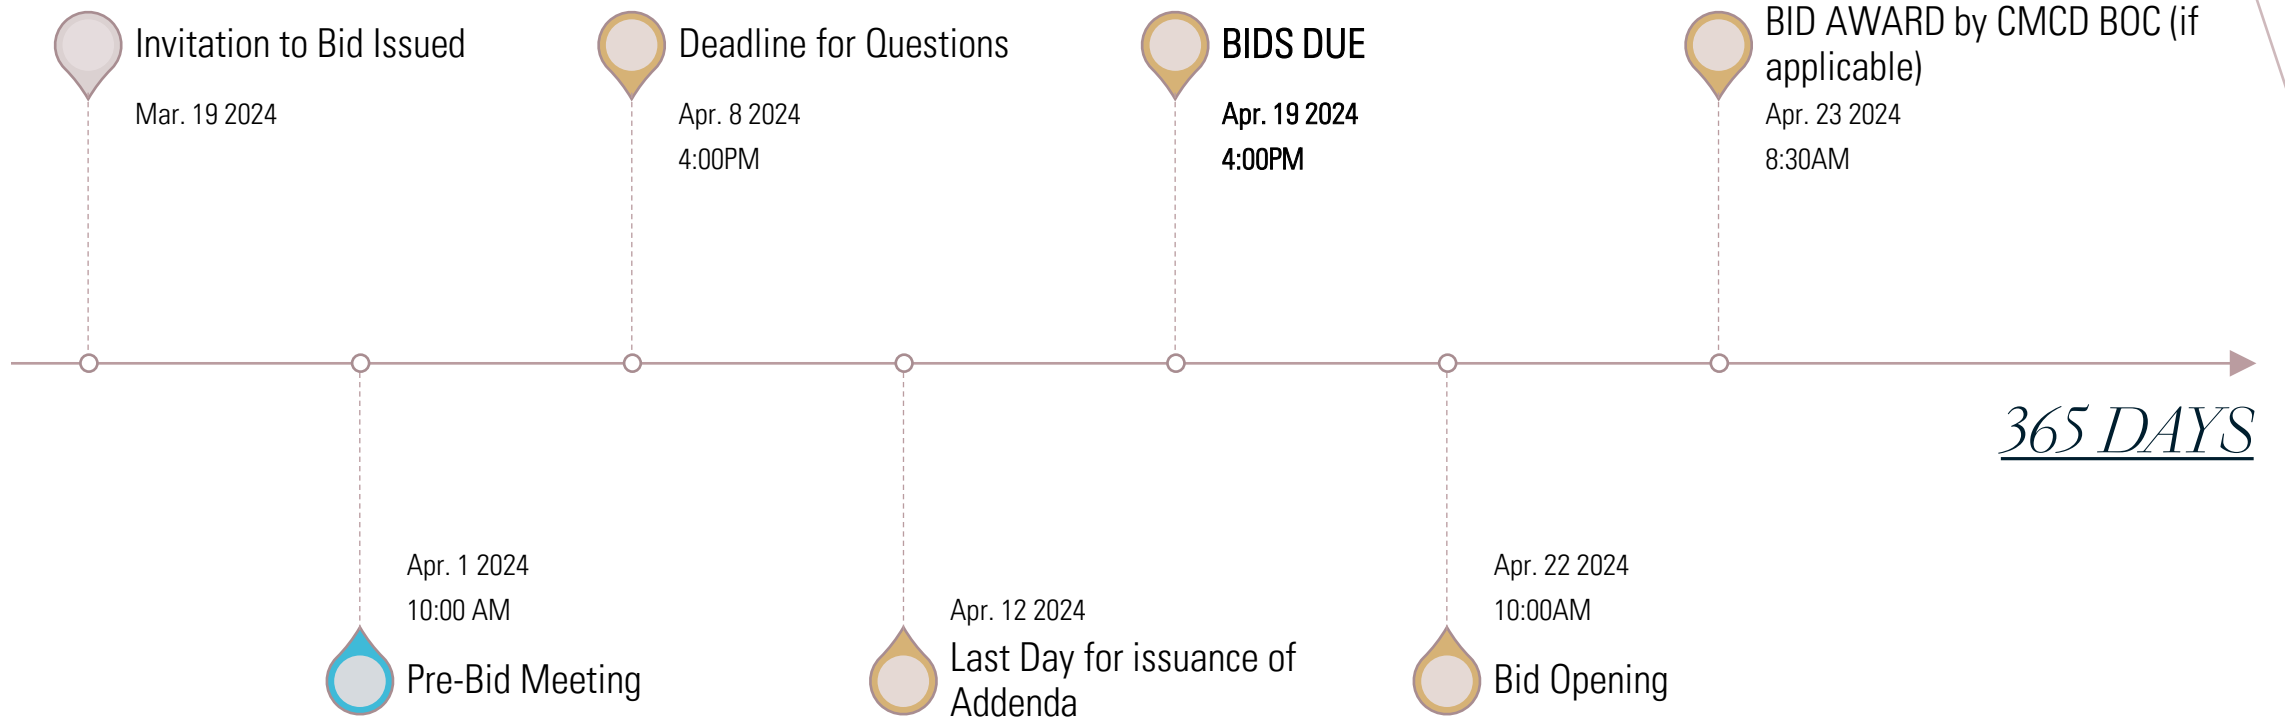 Invitation to Bid Issued
Mar. 19 2024
Apr. 1 2024
10:00 AM
Pre-Bid Meeting
Deadline for Questions
Apr. 8 2024
4:00PM
Apr. 12 2024
Last Day for issuance of
Addenda
BIDS DUE
Apr. 19 2024
4:00PM
Apr. 22 2024
10:00AM
Bid Opening
BID AWARD by CMCD BOC (if
applicable)
Apr. 23 2024
8:30AM
365 DAYS